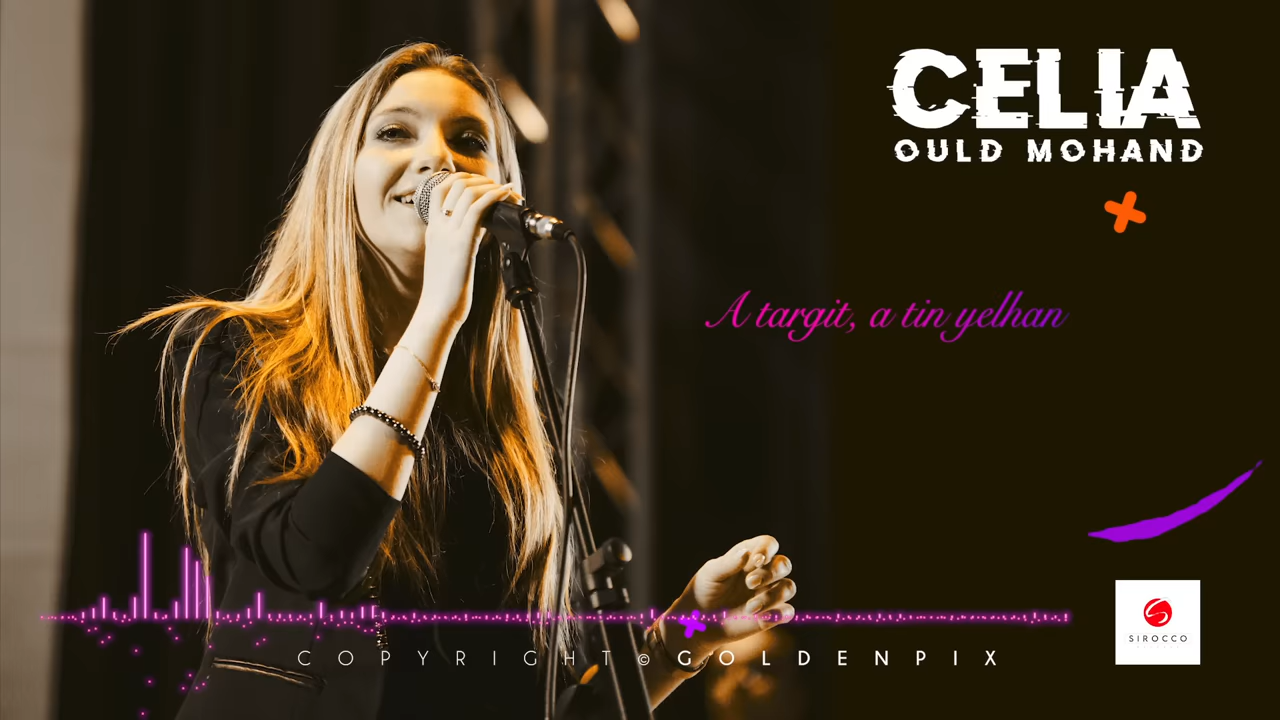 CELIA
OULD MOHAND
A targit, a tin yelhan
SIROCCO
COPYRIGHT © GOLDENPIX